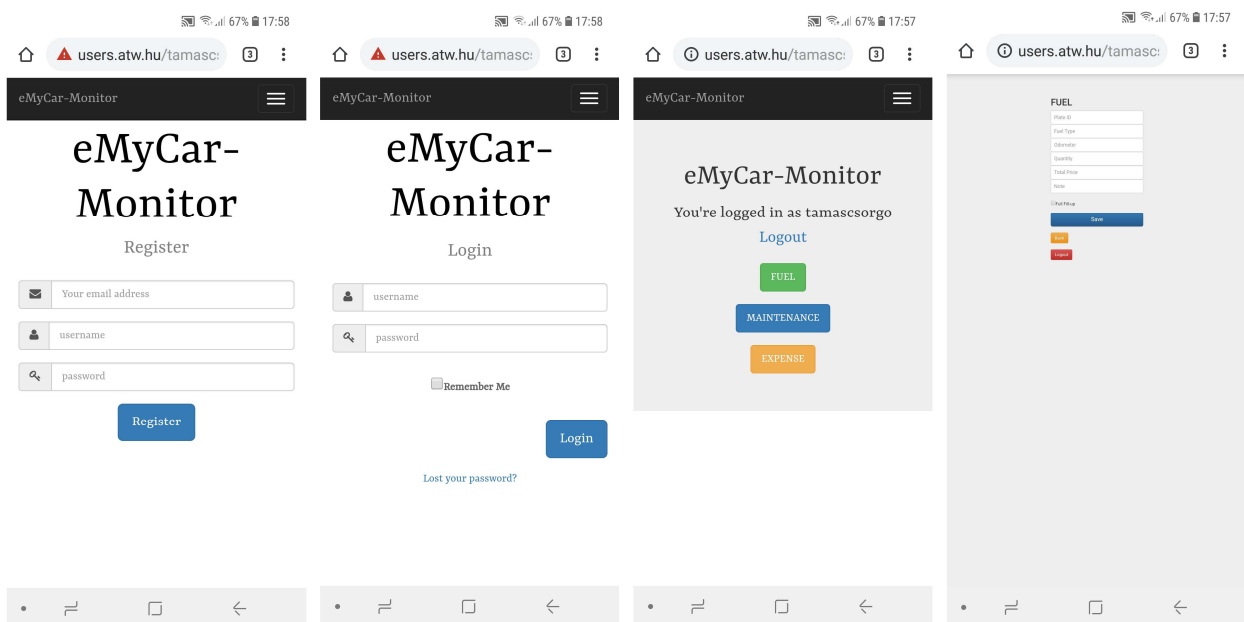 67% 17:58
users.atw.hu/tamascs
3
eMyCar-Monitor
eMyCar-
Monitor
Register
Your email address
username
password
Register
67% 17:58
users.atw.hu/tamascs
3
eMyCar-Monitor
eMyCar-
Monitor
Login
username
password
Remember Me
Login
Lost your password?
67% 17:57
users.atw.hu/tamascs
3
eMyCar-Monitor
eMyCar-Monitor
You're logged in as tamascsorgo
Logout
FUEL
MAINTENANCE
EXPENSE
67% 17:57
users.atw.hu/tamascs
3
FUEL
Plate ID
Fuel Type
Odometer
Quantity
Total Price
Note
Full Fill up
Save
Back
Logout